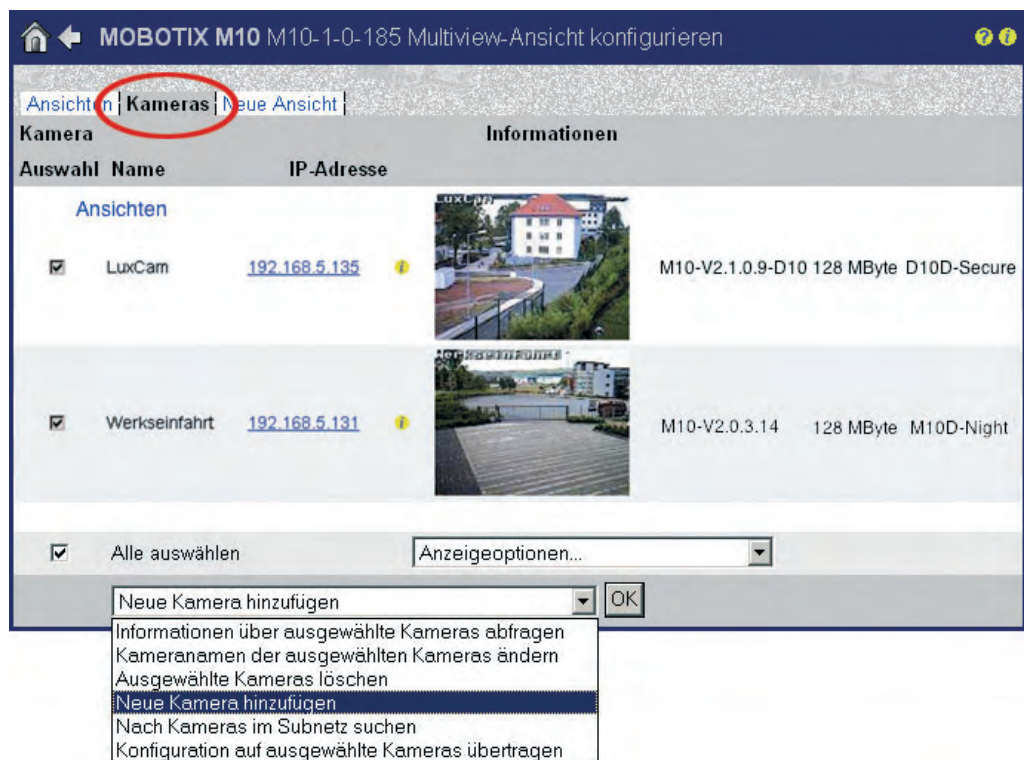 MOBOTIX M10 M10-1-0-185 Multiview-Ansicht konfigurieren
Ansichten Kameras Neue Ansicht
Kamera Informationen
Auswahl Name IP-Adresse
Ansichten
LuxCam
LuxCam 192.168.5.135 i M10-V2.1.0.9-D10 128 MByte D10D-Secure
Werkseinfahrt
Werkseinfahrt 192.168.5.131 i M10-V2.0.3.14 128 MByte M10D-Night
Alle auswählen Anzeigeoptionen...
Neue Kamera hinzufügen OK
Informationen über ausgewählte Kameras abfragen
Kameranamen der ausgewählten Kameras ändern
Ausgewählte Kameras löschen
Neue Kamera hinzufügen
Nach Kameras im Subnetz suchen
Konfiguration auf ausgewählte Kameras übertragen